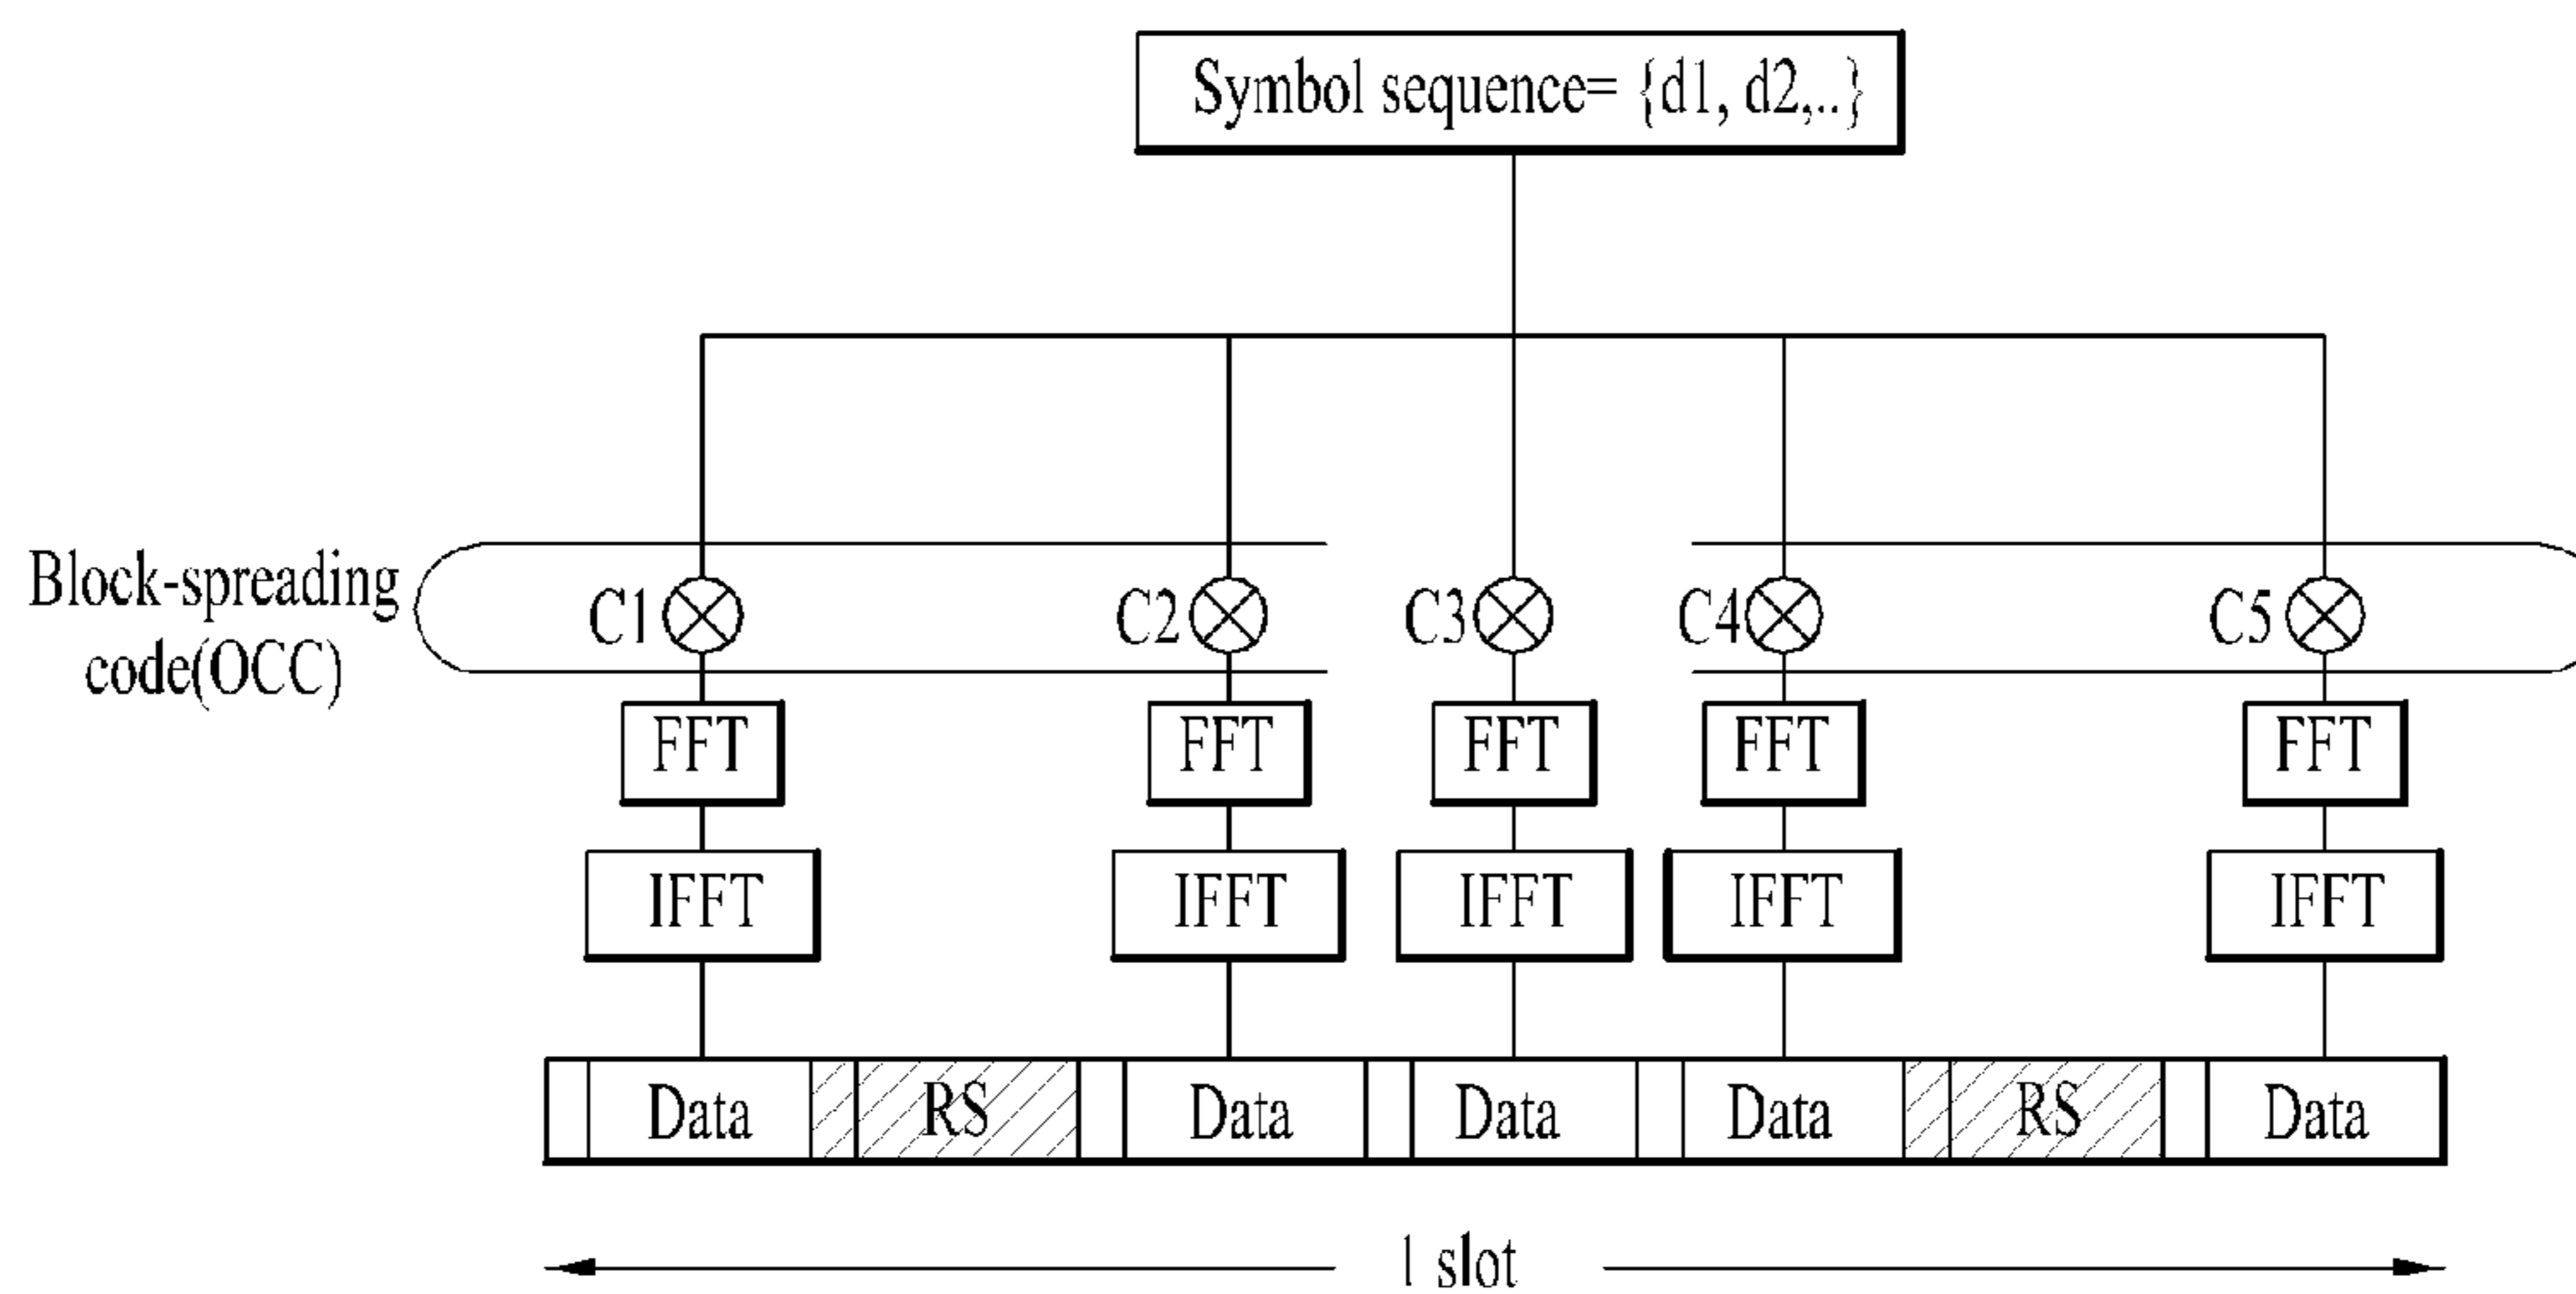 Symbol sequence= {d1, d2,..}
Block-spreading
code(OCC)
C1
C2
C3
C4
C5
FFT
FFT
FFT
FFT
FFT
IFFT
IFFT
IFFT
IFFT
IFFT
Data
RS
Data
Data
Data
RS
Data
1 slot